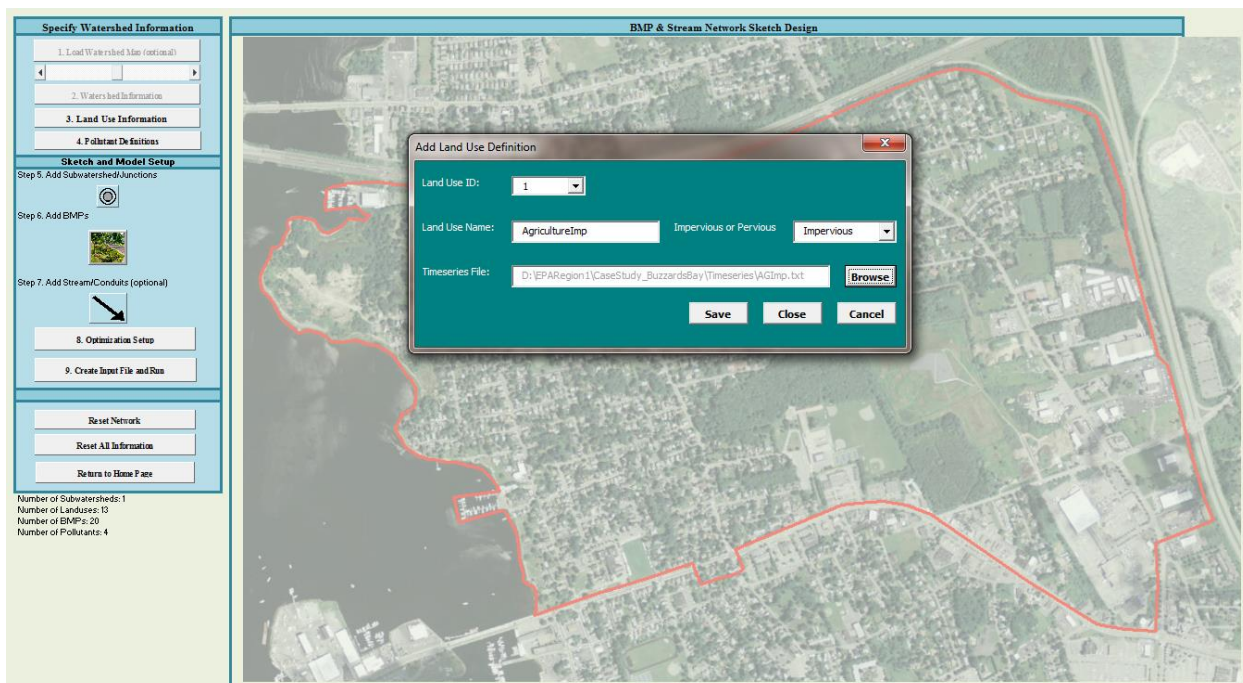 Specify Watershed Information
1. Load Watershed Map (optional)
2. Watershed Information
3. Land Use Information
4. Pollutant Definitions
Sketch and Model Setup
Step 5. Add Subwatershed/Junctions
Step 6. Add BMPs
Step 7. Add Stream/Conduits (optional)
8. Optimization Setup
9. Create Input File and Run
Reset Network
Reset All Information
Return to Home Page
Number of Subwatersheds: 1
Number of Landuses: 13
Number of BMPs: 20
Number of Pollutants: 4
BMP & Stream Network Sketch Design
Add Land Use Definition
Land Use ID: 1
Land Use Name: AgricultureImp Impervious or Pervious Impervious
Timeseries File: D:\EPARegion1\CaseStudy_BuzzardsBay\Timeseries\AGImp.txt Browse
Save Close Cancel